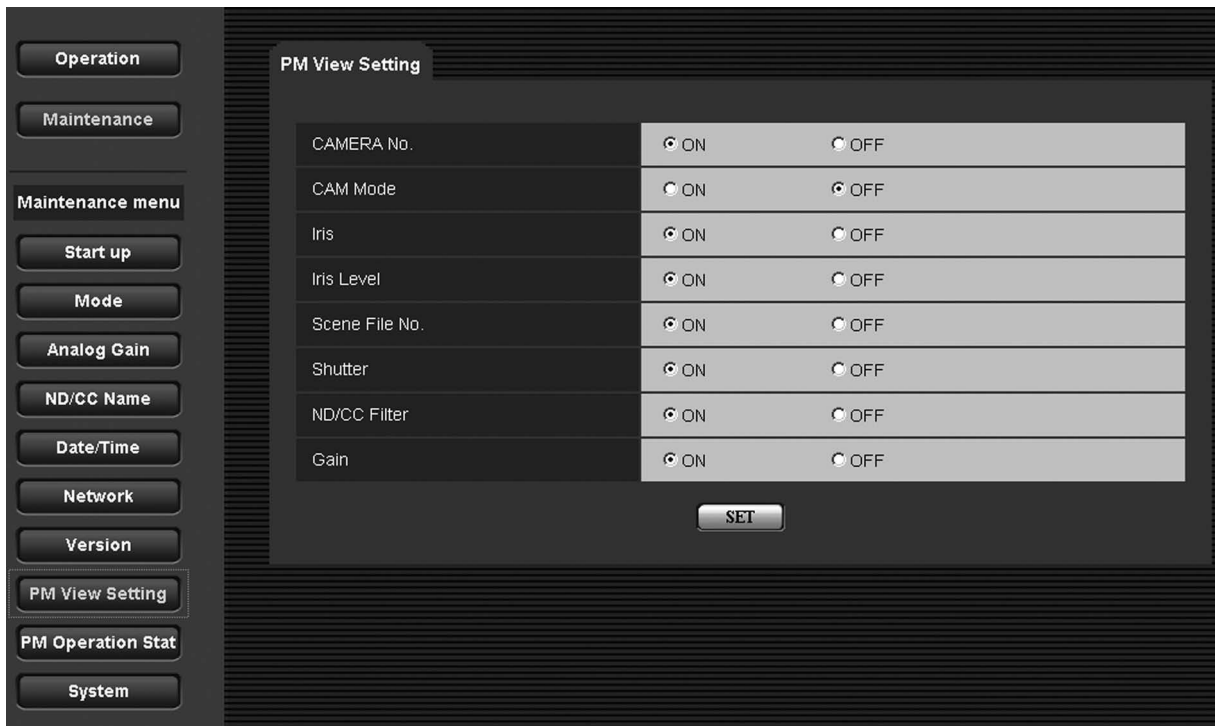 Operation
Maintenance
Maintenance menu
Start up
Mode
Analog Gain
ND/CC Name
Date/Time
Network
Version
PM View Setting
PM Operation Stat
System
PM View Setting
CAMERA No. ON OFF
CAM Mode ON OFF
Iris ON OFF
Iris Level ON OFF
Scene File No. ON OFF
Shutter ON OFF
ND/CC Filter ON OFF
Gain ON OFF
SET